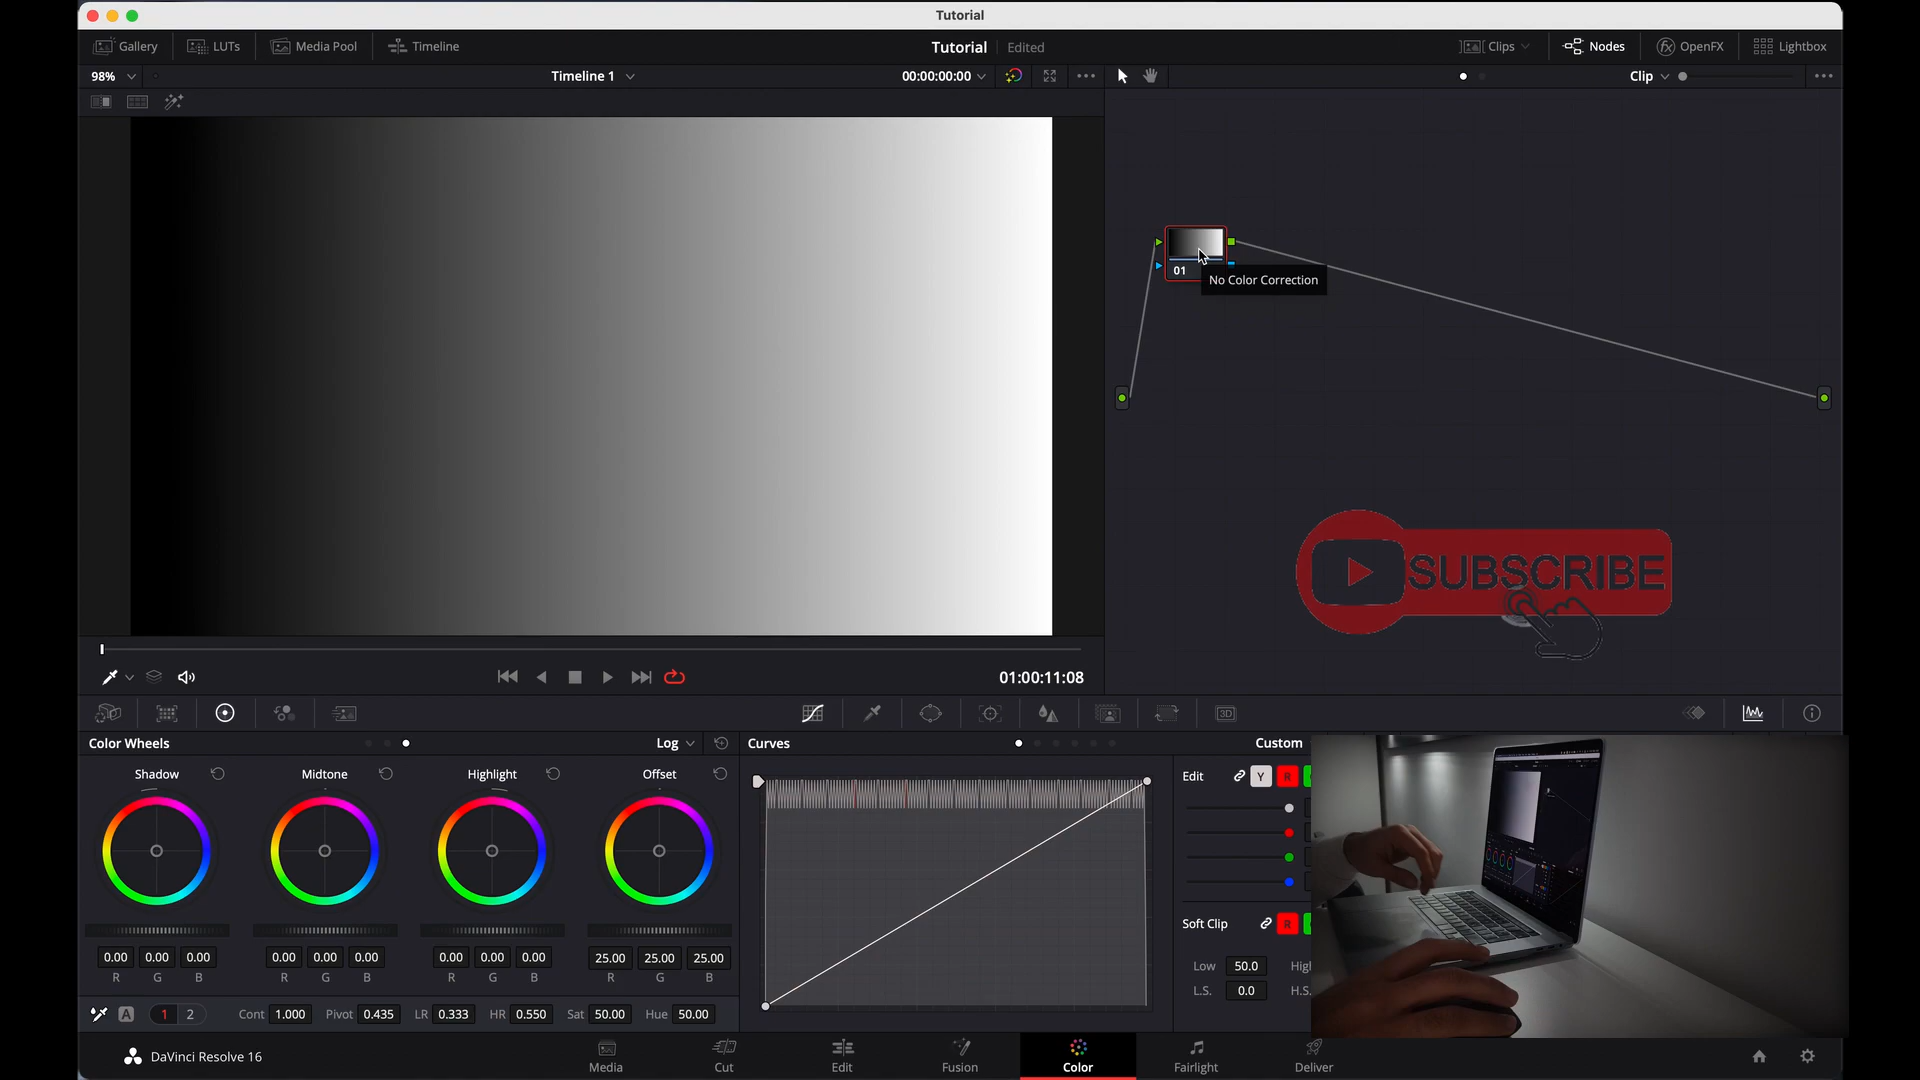 Tutorial
Gallery LUTs Media Pool Timeline Tutorial Edited Clips Nodes OpenFX Lightbox
98% Timeline 1 00:00:00:00 Clip
01
No Color Correction
SUBSCRIBE
01:00:11:08
3D
Color Wheels Log Curves Custom
Shadow Midtone Highlight Offset Edit Y R
Soft Clip R
0.00 0.00 0.00 0.00 0.00 0.00 0.00 0.00 0.00 25.00 25.00 25.00 Low 50.0
R G B R G B R G B R G B L.S. 0.0 H.S.
A 1 2 Cont 1.000 Pivot 0.435 LR 0.333 HR 0.550 Sat 50.00 Hue 50.00
DaVinci Resolve 16 Media Cut Edit Fusion Color Fairlight Deliver